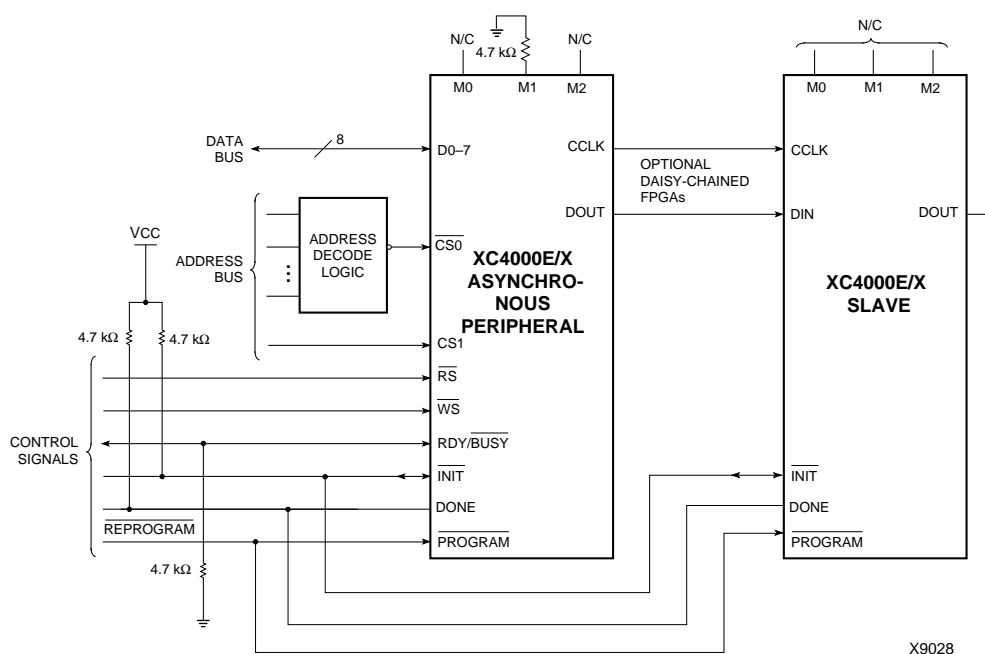 N/C
4.7 kΩ
N/C
N/C
M0
M1
M2
M0
M1
M2
DATA
BUS
8
D0–7
CCLK
OPTIONAL
DAISY-CHAINED
FPGAs
CCLK
DOUT
DIN
DOUT
VCC
ADDRESS
BUS
ADDRESS
DECODE
LOGIC
CS0
XC4000E/X
ASYNCHRO-
NOUS
PERIPHERAL
XC4000E/X
SLAVE
4.7 kΩ
4.7 kΩ
CS1
RS
WS
CONTROL
SIGNALS
RDY/BUSY
INIT
INIT
DONE
DONE
REPROGRAM
PROGRAM
PROGRAM
4.7 kΩ
X9028